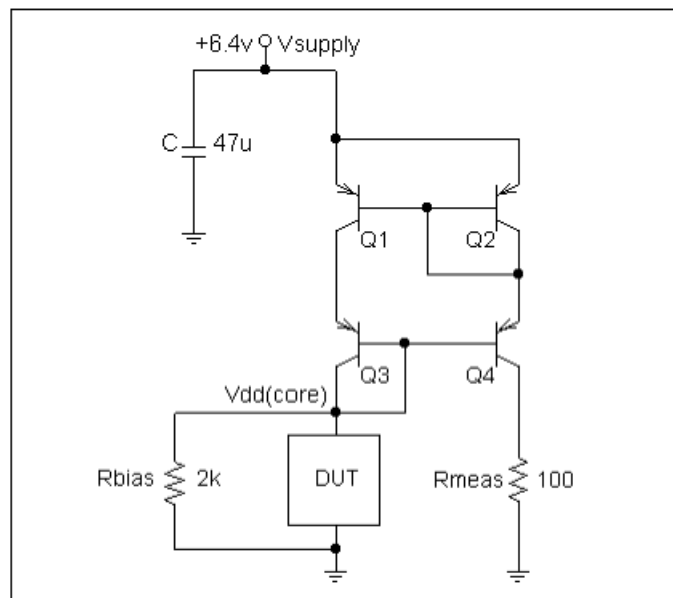 +6.4v Vsupply
C 47u
Q1 Q2
Q3 Q4
Vdd(core)
Rbias 2k DUT Rmeas 100